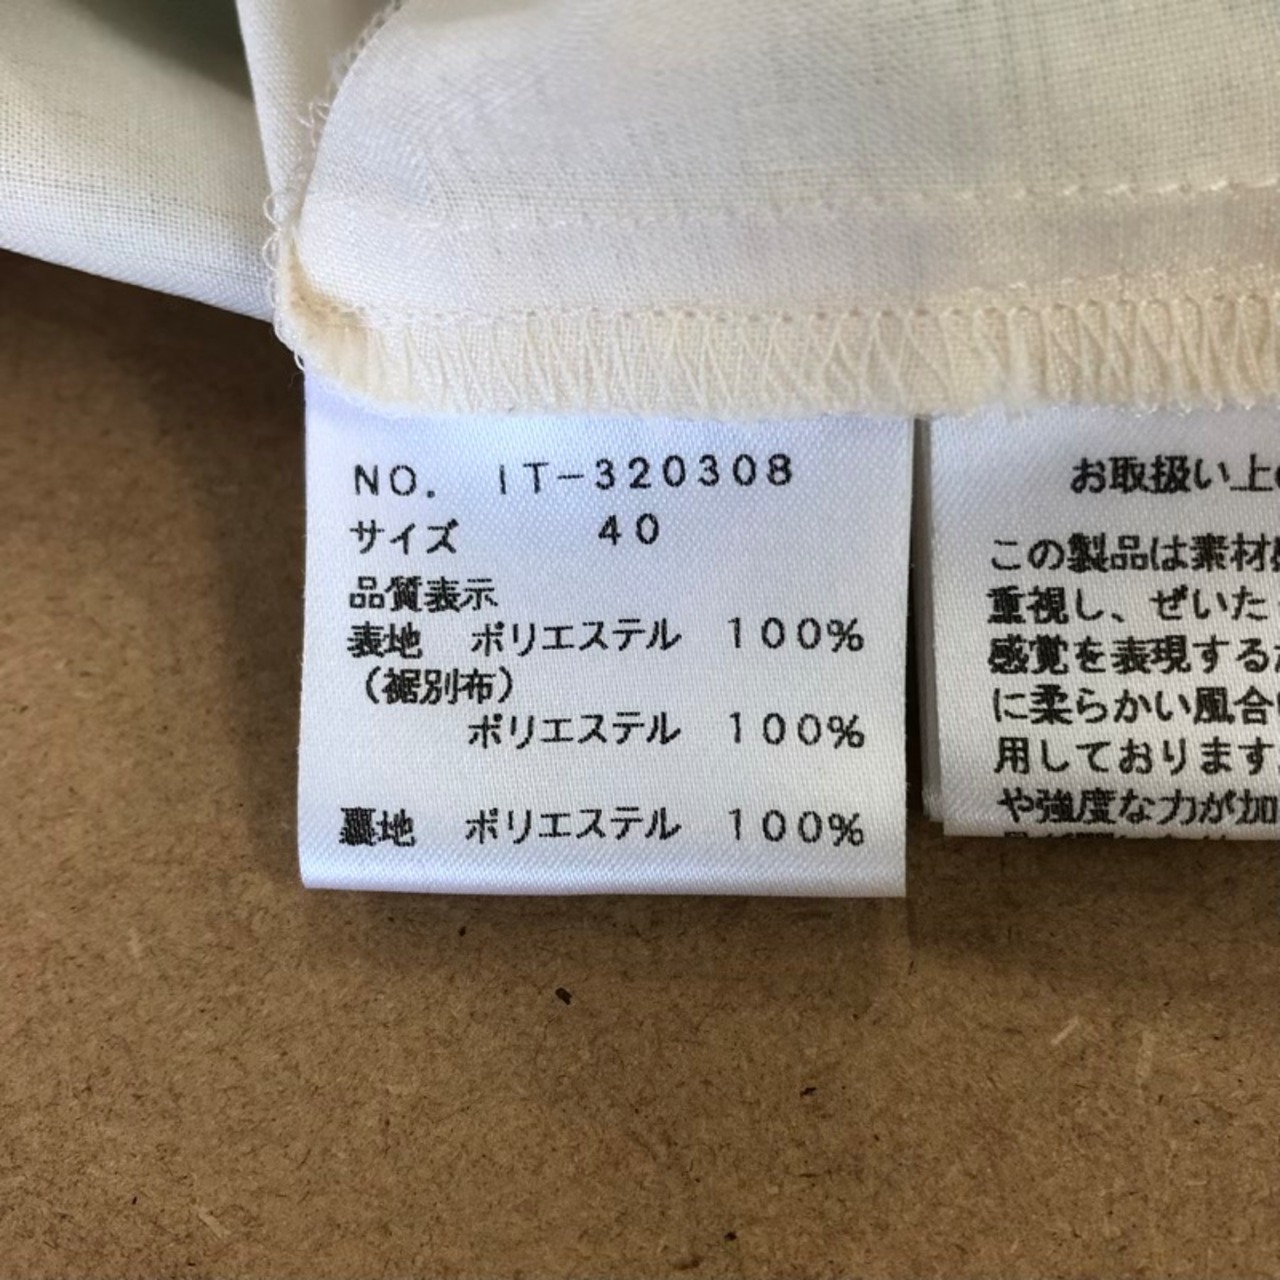 NO. IT-320308
サイズ 40
品質表示
表地 ポリエステル 100%
(裾別布)
ポリエステル 100%
裏地 ポリエステル 100%
お取扱い上
この製品は素材
重視し、ぜいた
感覚を表現する
に柔らかい風合
用しております
や強度な力が加